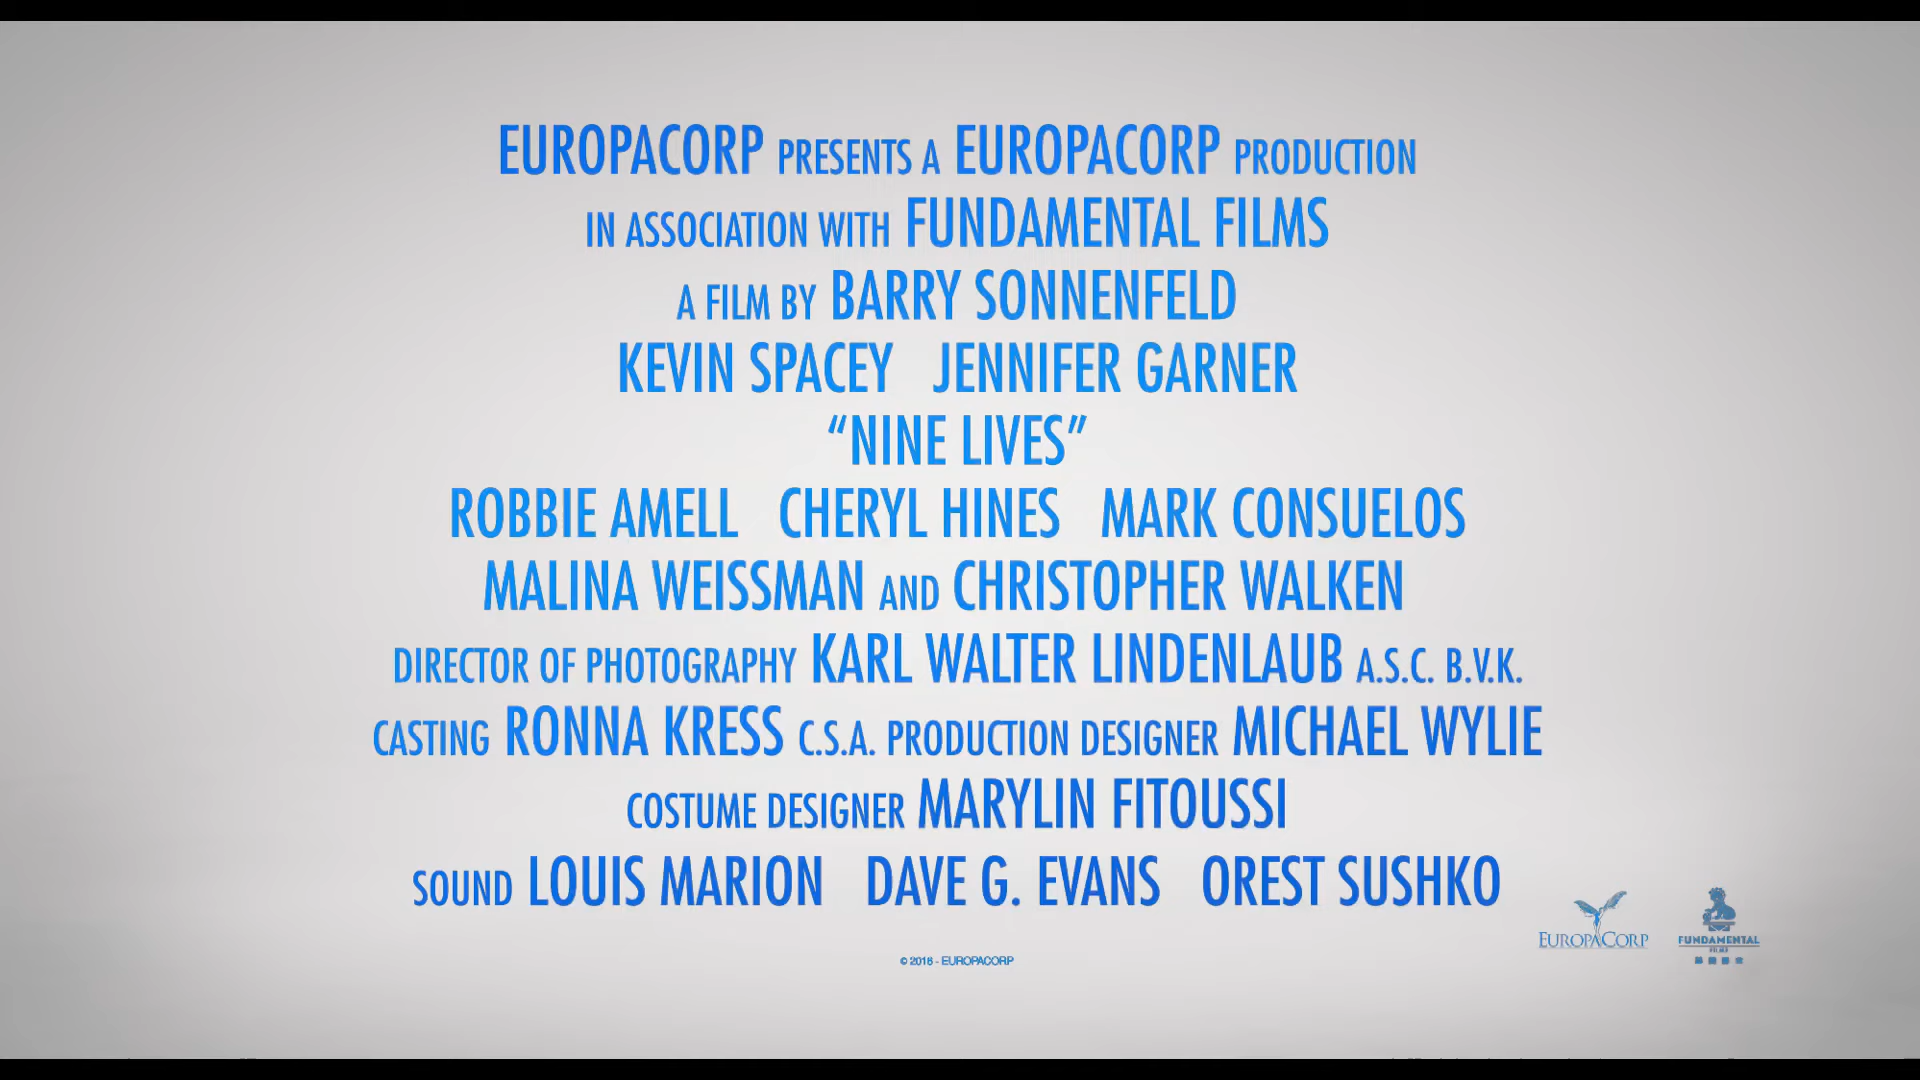 EUROPACORP PRESENTS A EUROPACORP PRODUCTION
IN ASSOCIATION WITH FUNDAMENTAL FILMS
A FILM BY BARRY SONNENFELD
KEVIN SPACEY JENNIFER GARNER
“NINE LIVES”
ROBBIE AMELL CHERYL HINES MARK CONSUELOS
MALINA WEISSMAN AND CHRISTOPHER WALKEN
DIRECTOR OF PHOTOGRAPHY KARL WALTER LINDENLAUB A.S.C. B.V.K.
CASTING RONNA KRESS C.S.A. PRODUCTION DESIGNER MICHAEL WYLIE
COSTUME DESIGNER MARYLIN FITOUSSI
SOUND LOUIS MARION DAVE G. EVANS OREST SUSHKO
EUROPACORP
FUNDAMENTAL
FILMS
© 2016 - EUROPACORP